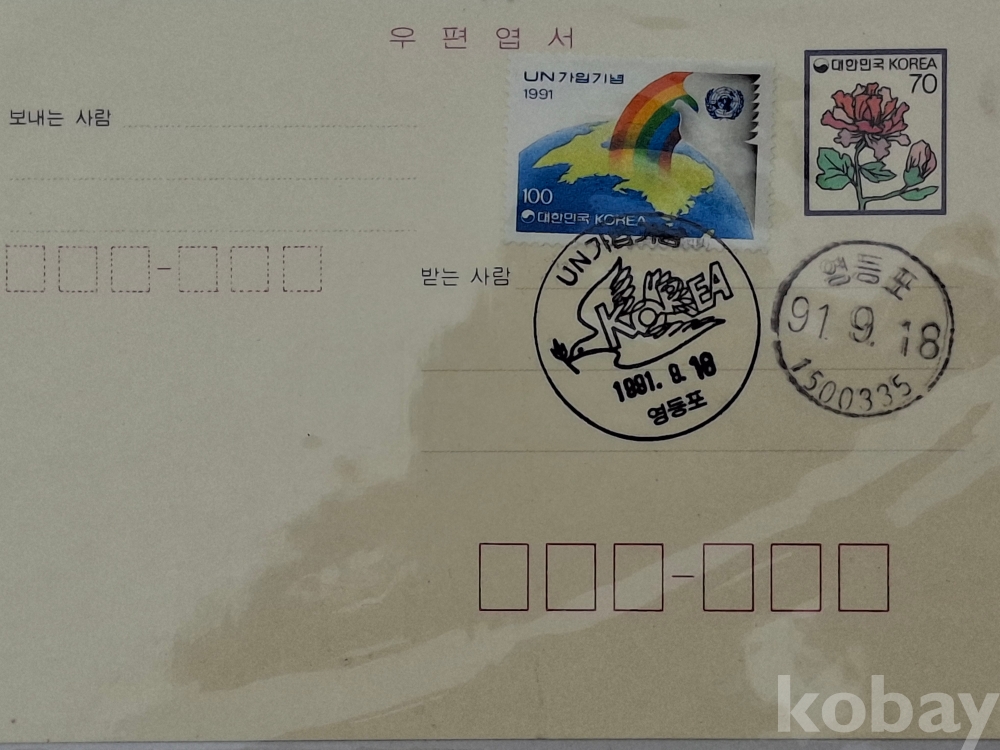 우편엽서
보내는 사람
UN가입기념
1991
100
대한민국 KOREA
대한민국 KOREA
70
받는 사람
UN가입기념
KOREA
1991. 9. 18
영등포
영등포
91. 9. 18
1500335
kobay